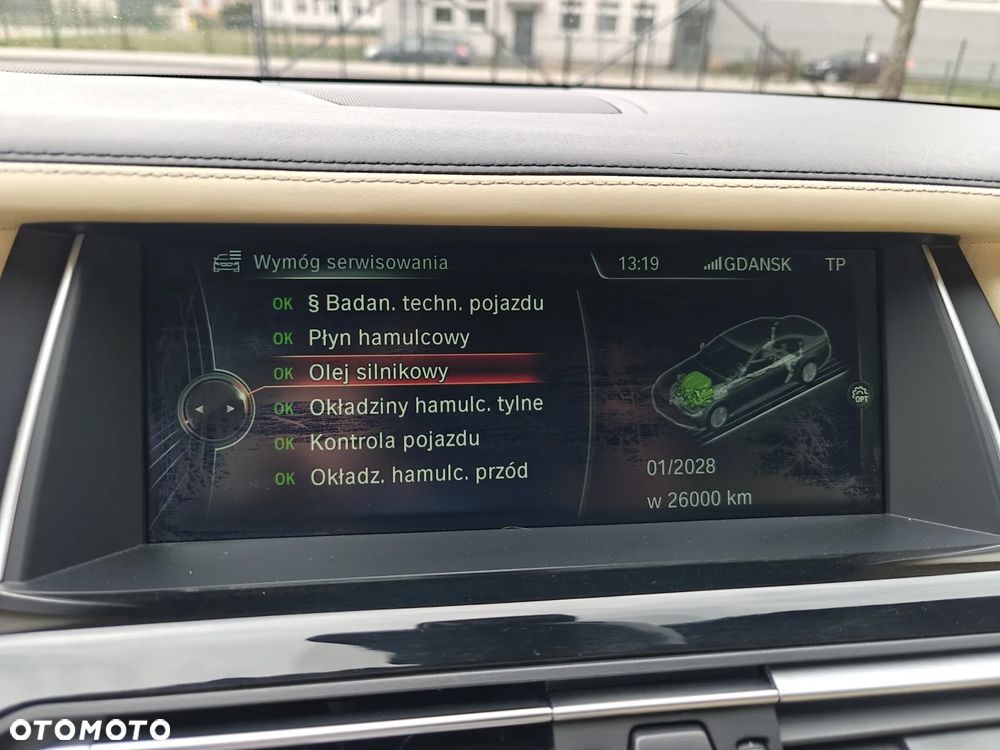 Wymóg serwisowania
13:19 GDANSK TP
OK § Badan. techn. pojazdu
OK Płyn hamulcowy
OK Olej silnikowy
OK Okładziny hamulc. tylne
OK Kontrola pojazdu
OK Okładz. hamulc. przód
OPT
01/2028
w 26000 km
OTOMOTO